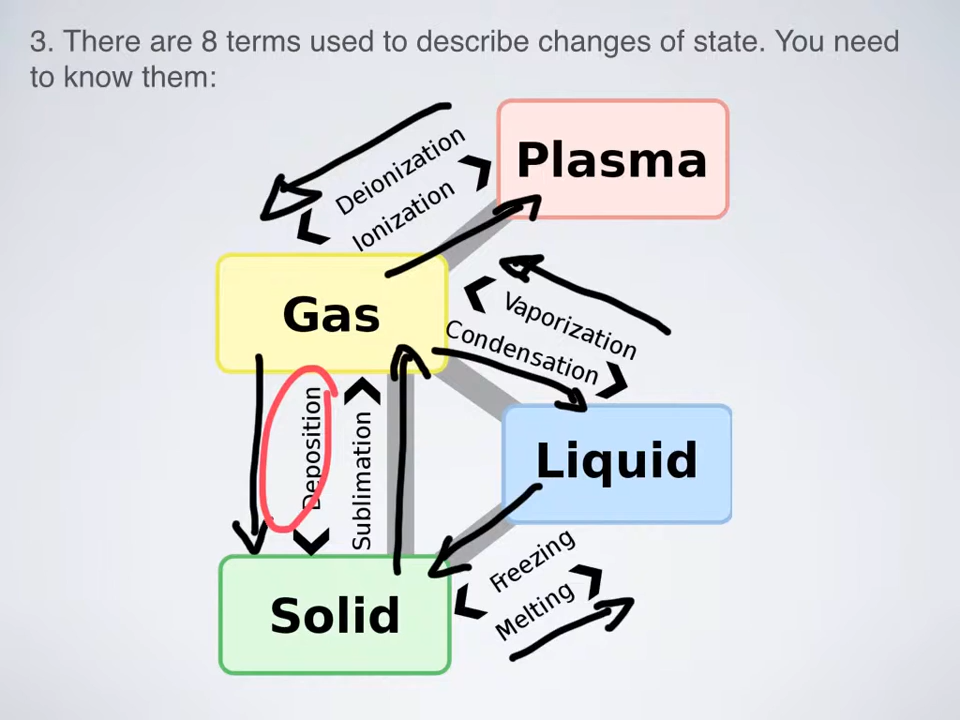 3. There are 8 terms used to describe changes of state. You need
to know them:
Plasma
Deionization
Ionization
Gas
Vaporization
Condensation
Deposition
Sublimation
Liquid
Freezing
Melting
Solid